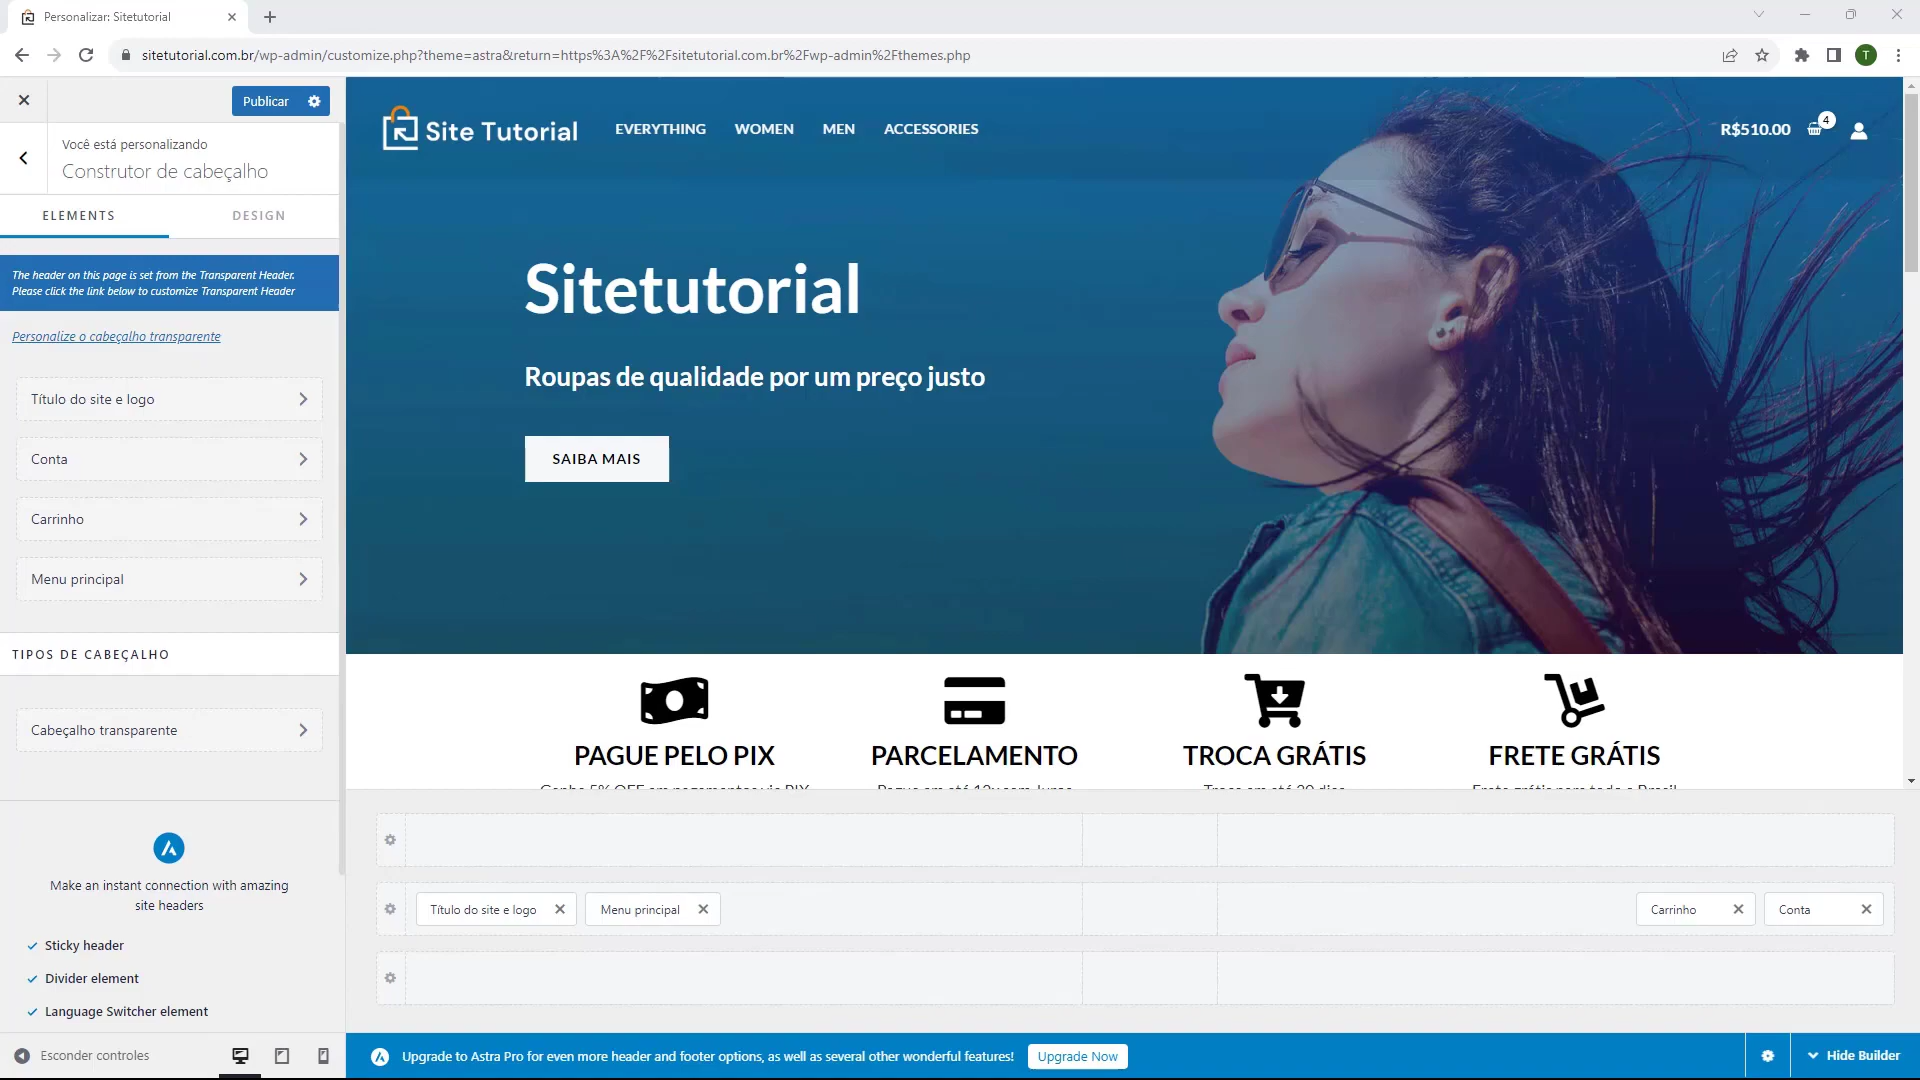 Personalizar: Sitetutorial
sitetutorial.com.br/wp-admin/customize.php?theme=astra&return=https%3A%2F%2Fsitetutorial.com.br%2Fwp-admin%2Fthemes.php
T
Publicar
Você está personalizando
Construtor de cabeçalho
ELEMENTS
DESIGN
The header on this page is set from the Transparent Header.
Please click the link below to customize Transparent Header
Personalize o cabeçalho transparente
Título do site e logo
Conta
Carrinho
Menu principal
TIPOS DE CABEÇALHO
Cabeçalho transparente
Make an instant connection with amazing
site headers
Sticky header
Divider element
Language Switcher element
Esconder controles
Site Tutorial
EVERYTHING
WOMEN
MEN
ACCESSORIES
R$510.00
4
Sitetutorial
Roupas de qualidade por um preço justo
SAIBA MAIS
PAGUE PELO PIX
PARCELAMENTO
TROCA GRÁTIS
FRETE GRÁTIS
Título do site e logo
Menu principal
Carrinho
Conta
Upgrade to Astra Pro for even more header and footer options, as well as several other wonderful features!
Upgrade Now
Hide Builder